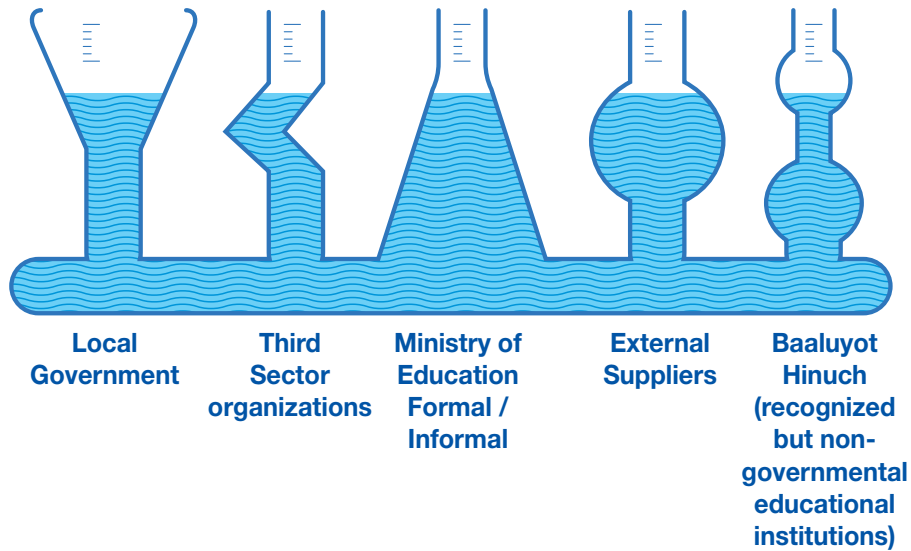 Local
Government
Third
Sector
organizations
Ministry of
Education
Formal /
Informal
External
Suppliers
Baaluyot
Hinuch
(recognized
but non-
governmental
educational
institutions)